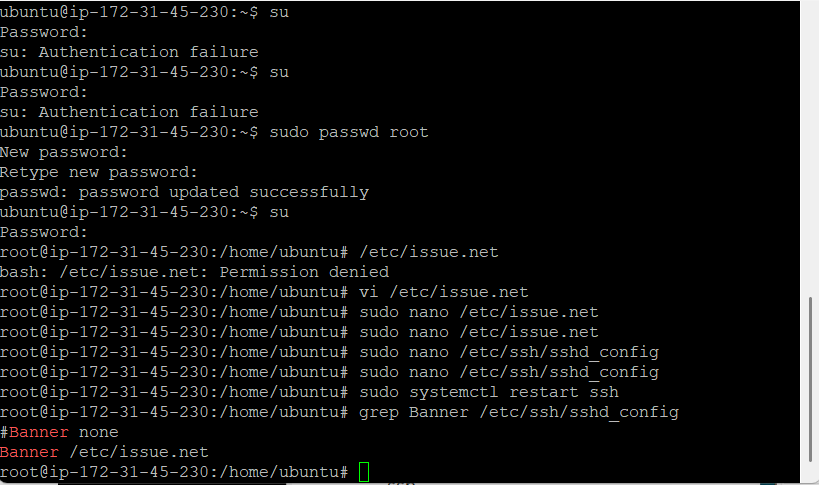 ubuntu@ip-172-31-45-230:~$ su
Password:
su: Authentication failure
ubuntu@ip-172-31-45-230:~$ su
Password:
su: Authentication failure
ubuntu@ip-172-31-45-230:~$ sudo passwd root
New password:
Retype new password:
passwd: password updated successfully
ubuntu@ip-172-31-45-230:~$ su
Password:
root@ip-172-31-45-230:/home/ubuntu# /etc/issue.net
bash: /etc/issue.net: Permission denied
root@ip-172-31-45-230:/home/ubuntu# vi /etc/issue.net
root@ip-172-31-45-230:/home/ubuntu# sudo nano /etc/issue.net
root@ip-172-31-45-230:/home/ubuntu# sudo nano /etc/issue.net
root@ip-172-31-45-230:/home/ubuntu# sudo nano /etc/ssh/sshd_config
root@ip-172-31-45-230:/home/ubuntu# sudo nano /etc/ssh/sshd_config
root@ip-172-31-45-230:/home/ubuntu# sudo systemctl restart ssh
root@ip-172-31-45-230:/home/ubuntu# grep Banner /etc/ssh/sshd_config
#Banner none
Banner /etc/issue.net
root@ip-172-31-45-230:/home/ubuntu#